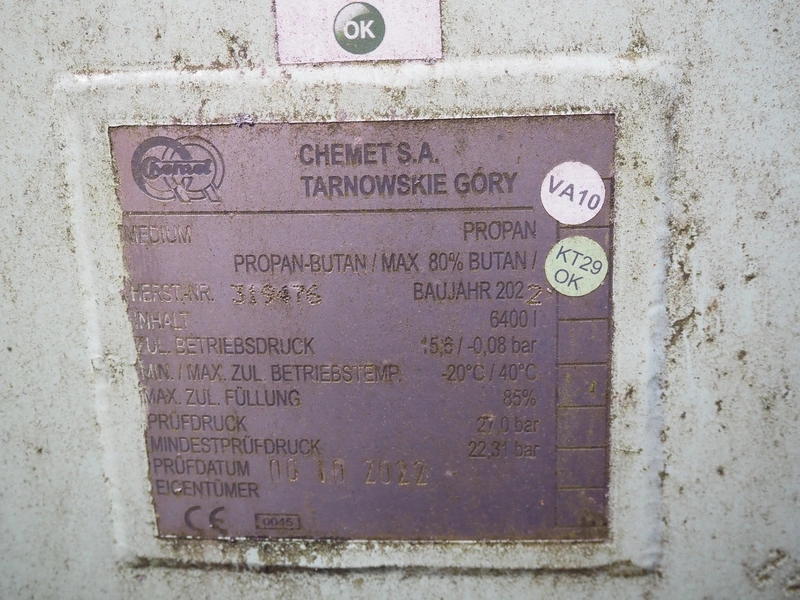 OK
Chemet
CHEMET S.A.
TARNOWSKIE GÓRY
VA10
MEDIUM PROPAN
PROPAN-BUTAN / MAX 80% BUTAN /
KT29
OK
HERST.-NR. 319476 BAUJAHR 2022
INHALT 6400 l
ZUL. BETRIEBSDRUCK 15,6 / -0,08 bar
MIN. / MAX. ZUL. BETRIEBSTEMP. -20°C / 40°C
MAX. ZUL. FÜLLUNG 85%
PRÜFDRUCK 27,0 bar
MINDESTPRÜFDRUCK 22,31 bar
PRÜFDATUM 2022
EIGENTÜMER
CE 0045